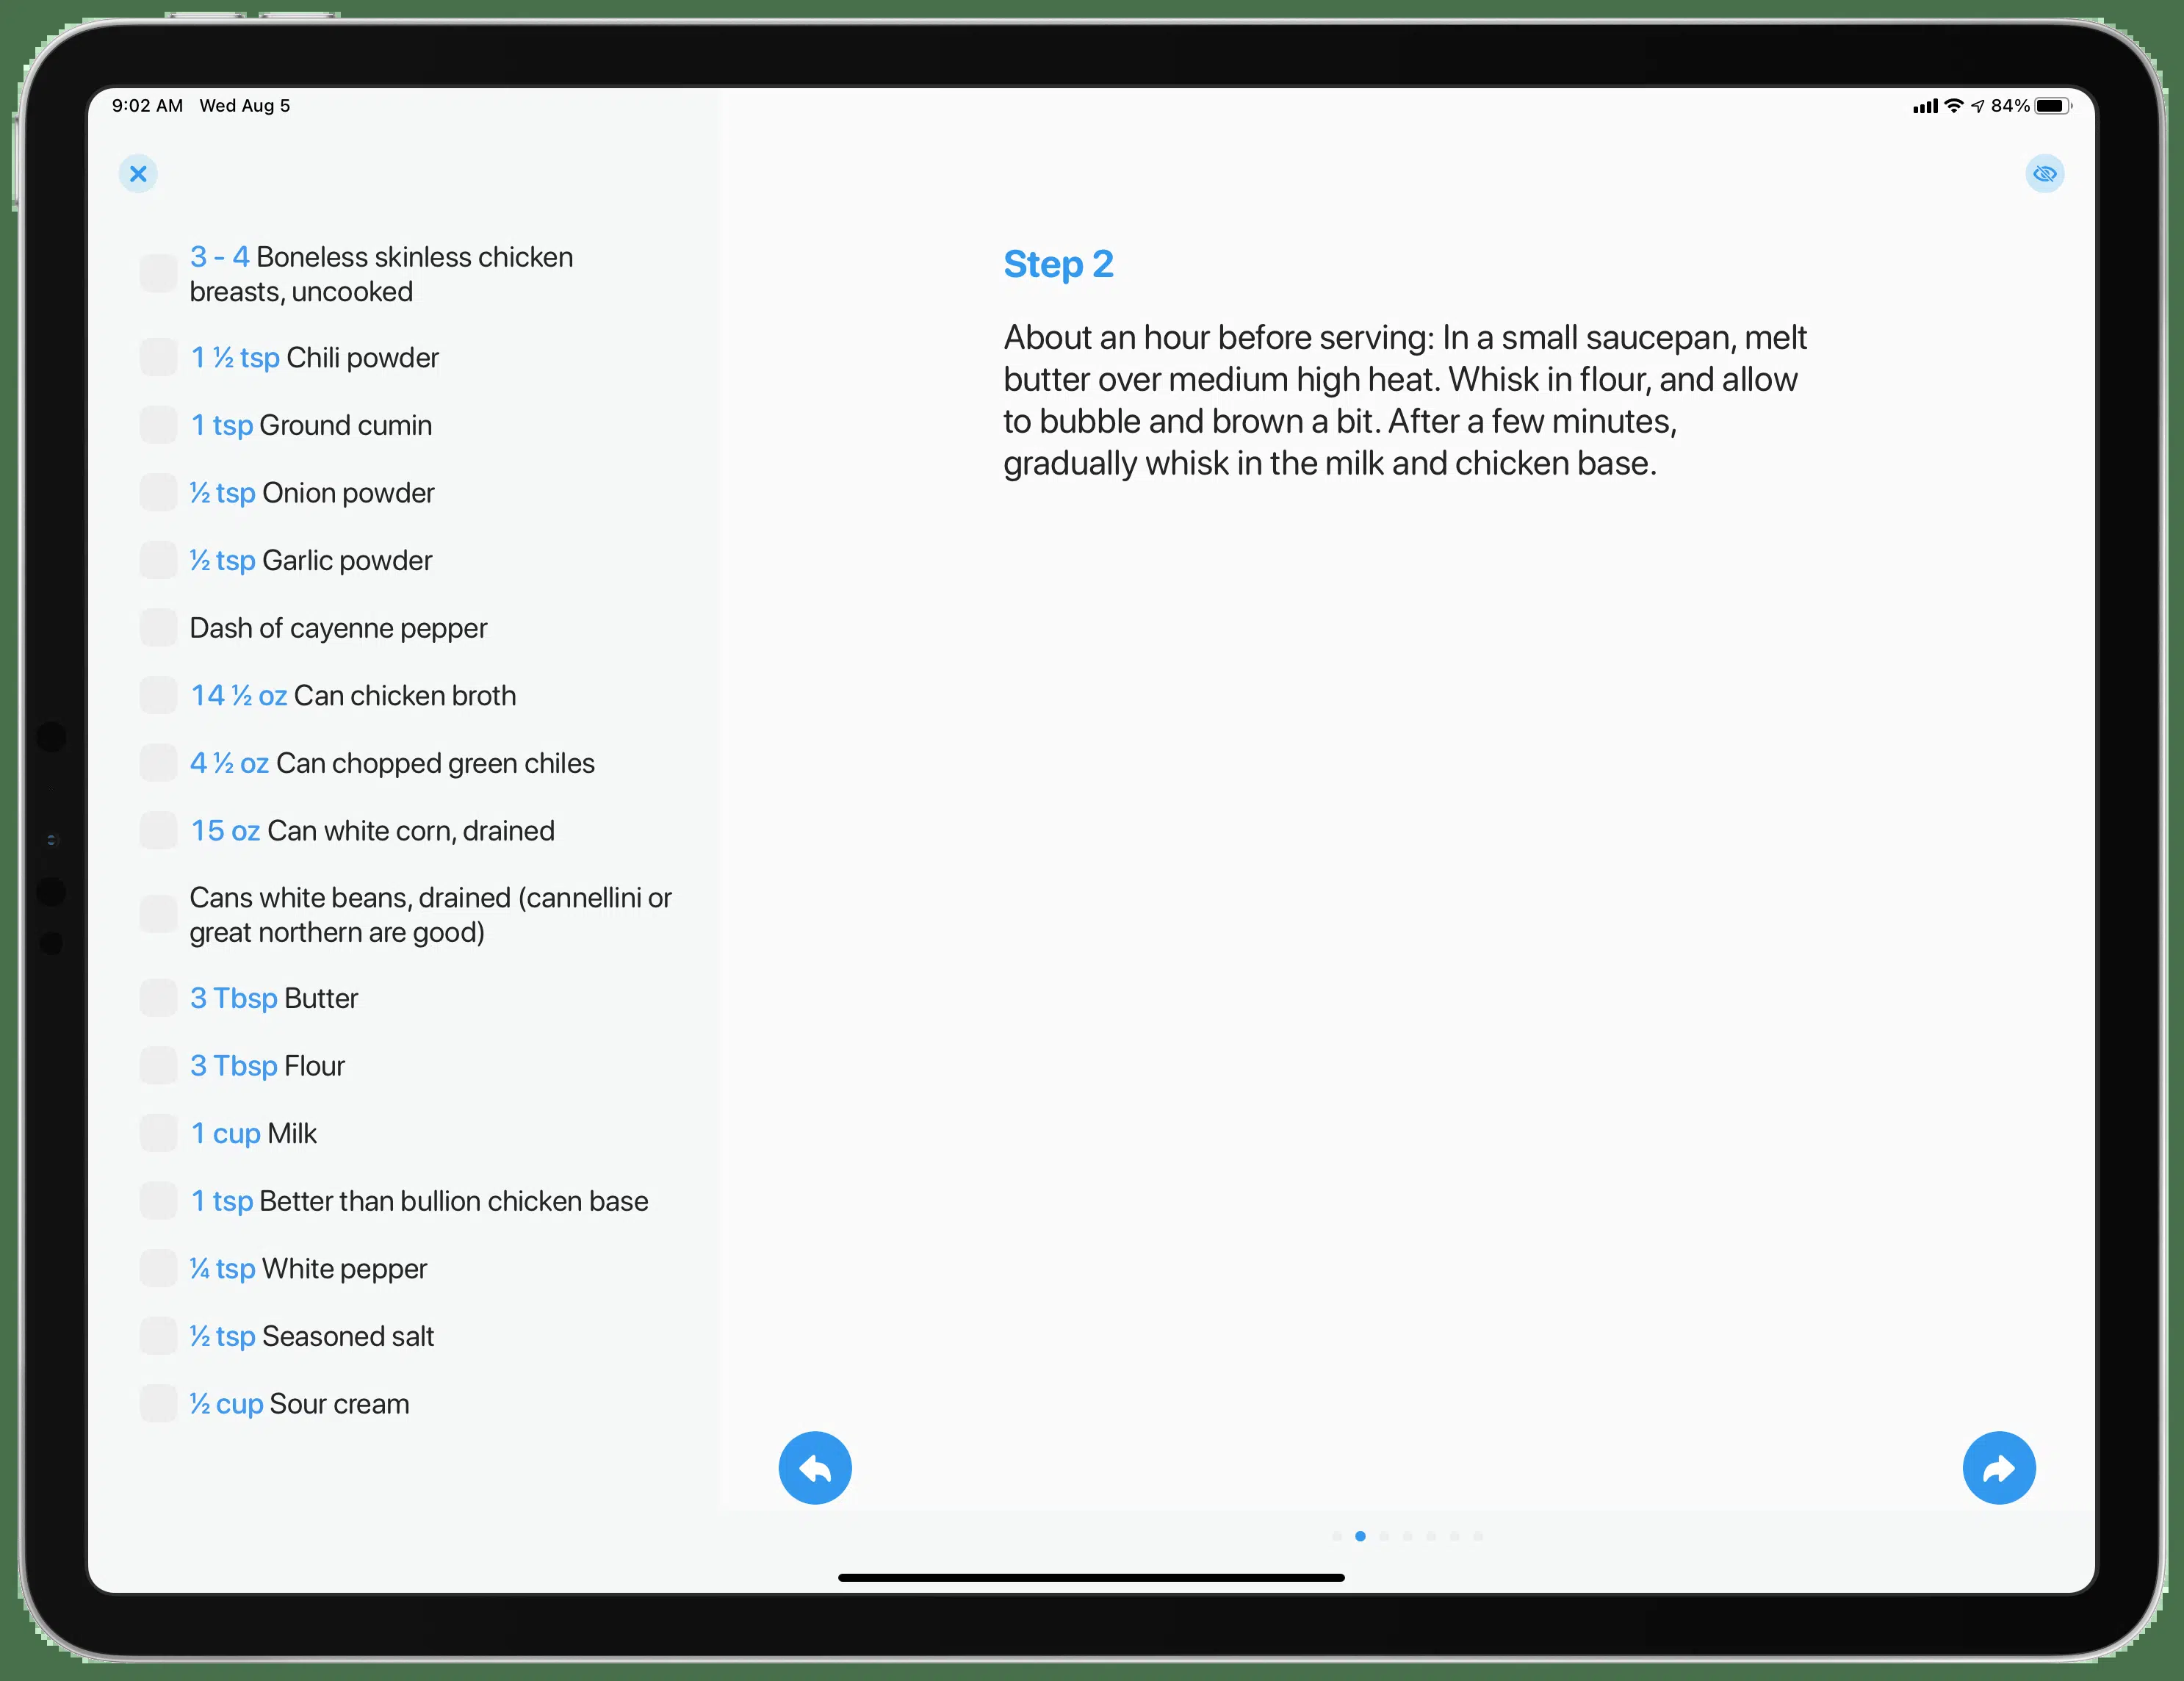 9:02 AM Wed Aug 5
84%
3 - 4 Boneless skinless chicken
breasts, uncooked
1 ½ tsp Chili powder
1 tsp Ground cumin
½ tsp Onion powder
½ tsp Garlic powder
Dash of cayenne pepper
14 ½ oz Can chicken broth
4 ½ oz Can chopped green chiles
15 oz Can white corn, drained
Cans white beans, drained (cannellini or
great northern are good)
3 Tbsp Butter
3 Tbsp Flour
1 cup Milk
1 tsp Better than bullion chicken base
¼ tsp White pepper
½ tsp Seasoned salt
½ cup Sour cream
Step 2
About an hour before serving: In a small saucepan, melt
butter over medium high heat. Whisk in flour, and allow
to bubble and brown a bit. After a few minutes,
gradually whisk in the milk and chicken base.